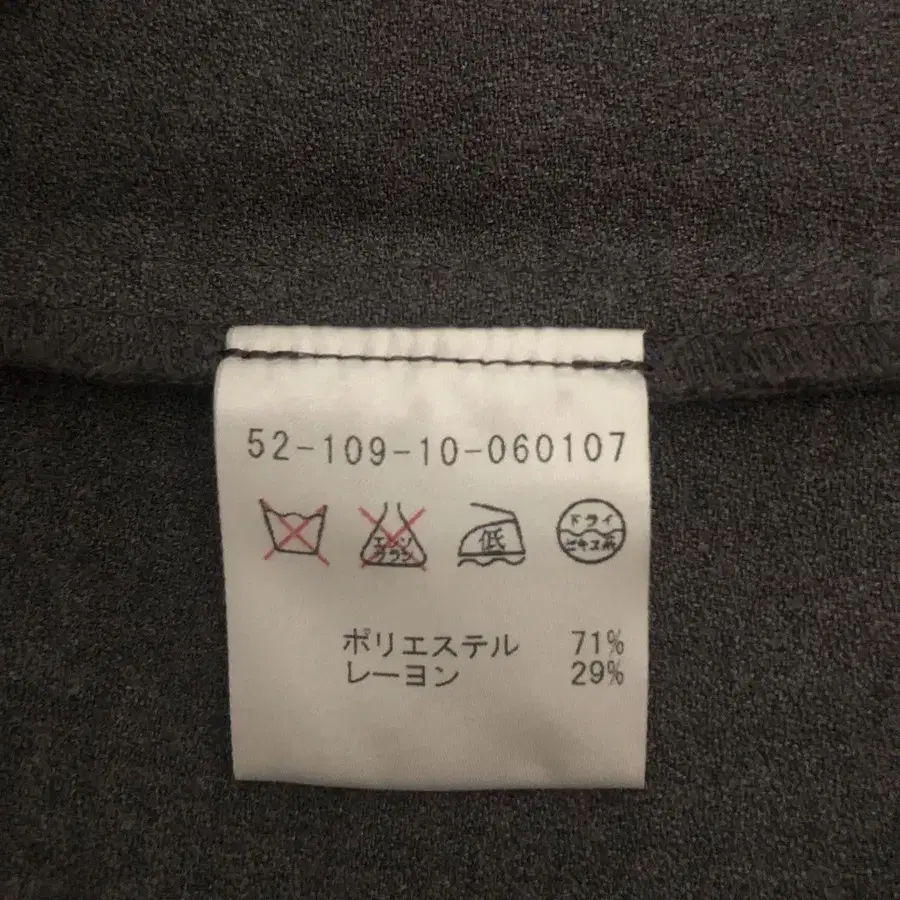 52-109-10-060107
エンソ
サラシ
低
ドライ
セキユ系
ポリエステル 71%
レーヨン 29%